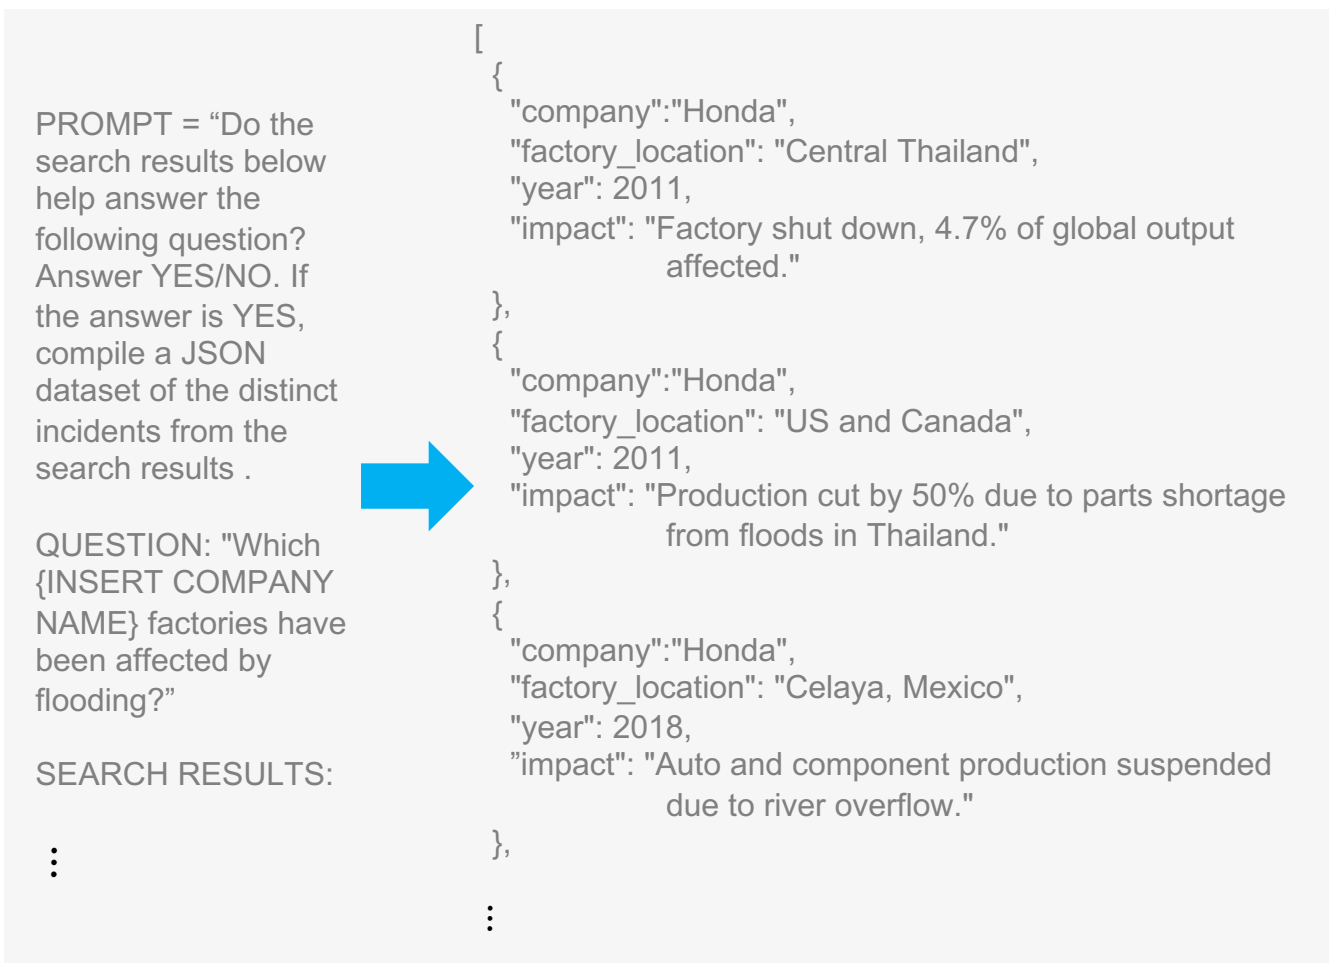 PROMPT = “Do the
search results below
help answer the
following question?
Answer YES/NO. If
the answer is YES,
compile a JSON
dataset of the distinct
incidents from the
search results .
QUESTION: "Which
{INSERT COMPANY
NAME} factories have
been affected by
flooding?”
SEARCH RESULTS:
⋮
[
{
"company":"Honda",
"factory_location": "Central Thailand",
"year": 2011,
"impact": "Factory shut down, 4.7% of global output
affected."
},
{
"company":"Honda",
"factory_location": "US and Canada",
"year": 2011,
"impact": "Production cut by 50% due to parts shortage
from floods in Thailand."
},
{
"company":"Honda",
"factory_location": "Celaya, Mexico",
"year": 2018,
”impact": "Auto and component production suspended
due to river overflow."
},
⋮